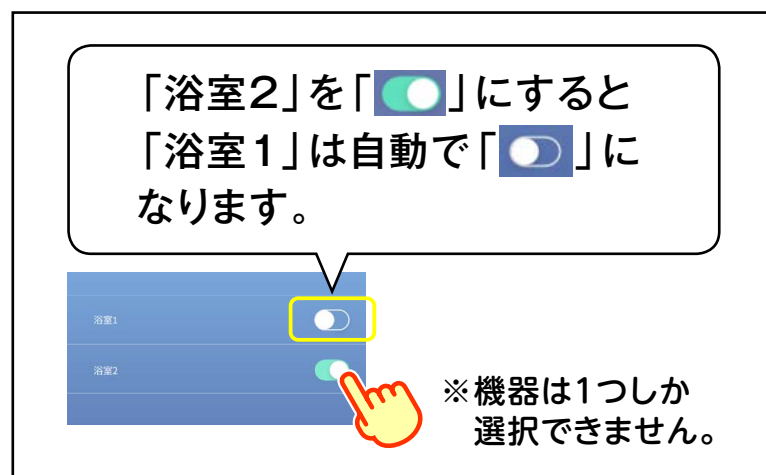 「浴室2」を「」にすると
「浴室1」は自動で「」に
なります。
浴室1
浴室2
※機器は1つしか
選択できません。